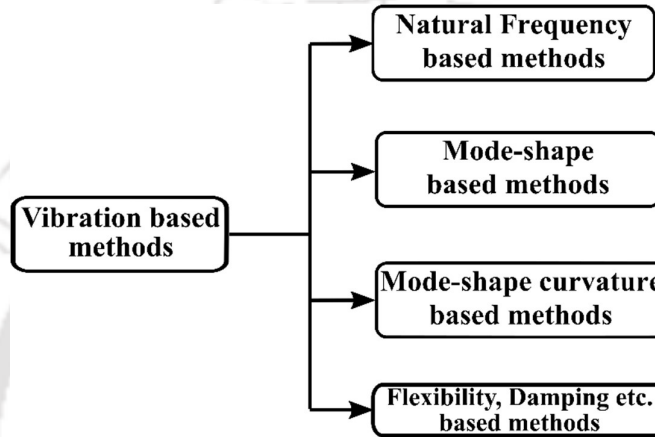 Natural Frequency
based methods
Mode-shape
based methods
Vibration based
methods
Mode-shape curvature
based methods
Flexibility, Damping etc.
based methods